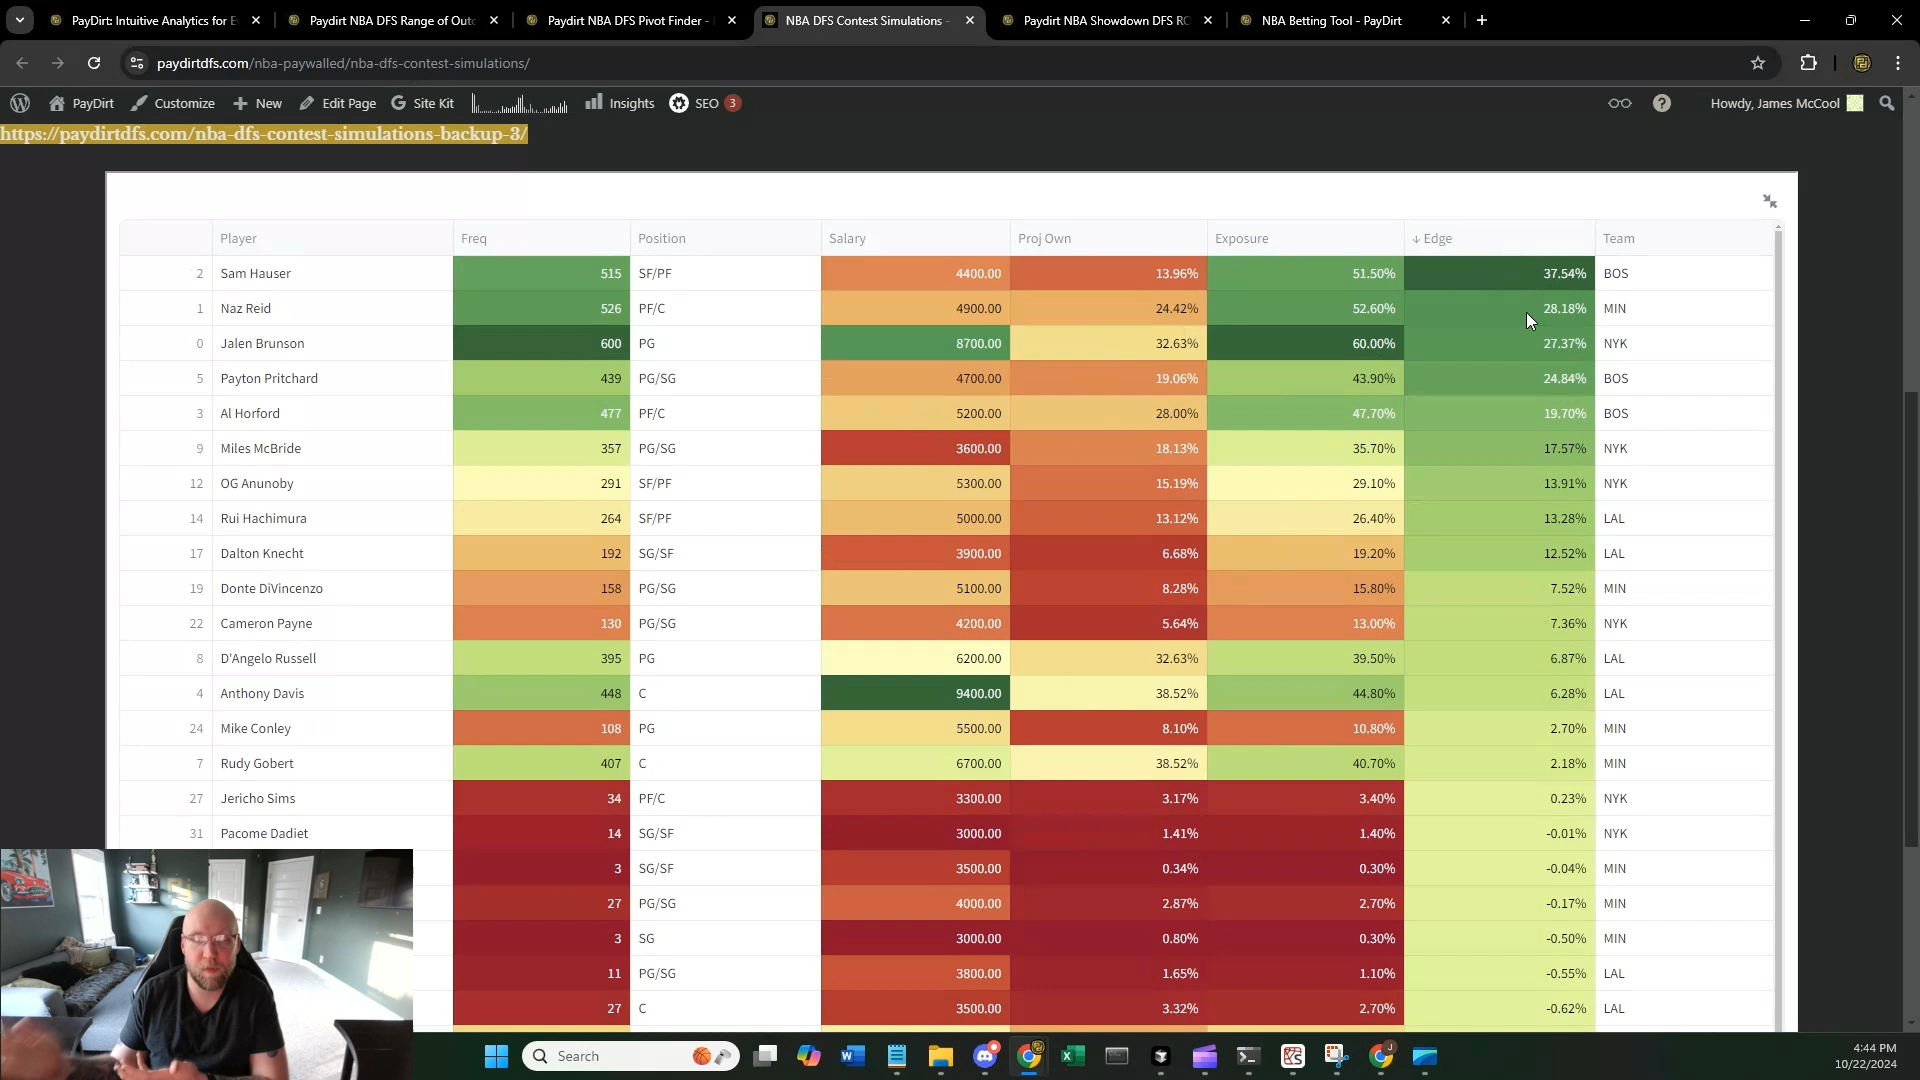 PayDirt: Intuitive Analytics for E
Paydirt NBA DFS Range of Outc
Paydirt NBA DFS Pivot Finder -
NBA DFS Contest Simulations -
Paydirt NBA Showdown DFS RO
NBA Betting Tool - PayDirt
paydirtdfs.com/nba-paywalled/nba-dfs-contest-simulations/
PayDirt Customize New Edit Page Site Kit Insights SEO 3 Howdy, James McCool
https://paydirtdfs.com/nba-dfs-contest-simulations-backup-3/
Player Freq Position Salary Proj Own Exposure ↓ Edge Team
2 Sam Hauser 515 SF/PF 4400.00 13.96% 51.50% 37.54% BOS
1 Naz Reid 526 PF/C 4900.00 24.42% 52.60% 28.18% MIN
0 Jalen Brunson 600 PG 8700.00 32.63% 60.00% 27.37% NYK
5 Payton Pritchard 439 PG/SG 4700.00 19.06% 43.90% 24.84% BOS
3 Al Horford 477 PF/C 5200.00 28.00% 47.70% 19.70% BOS
9 Miles McBride 357 PG/SG 3600.00 18.13% 35.70% 17.57% NYK
12 OG Anunoby 291 SF/PF 5300.00 15.19% 29.10% 13.91% NYK
14 Rui Hachimura 264 SF/PF 5000.00 13.12% 26.40% 13.28% LAL
17 Dalton Knecht 192 SG/SF 3900.00 6.68% 19.20% 12.52% LAL
19 Donte DiVincenzo 158 PG/SG 5100.00 8.28% 15.80% 7.52% MIN
22 Cameron Payne 130 PG/SG 4200.00 5.64% 13.00% 7.36% NYK
8 D'Angelo Russell 395 PG 6200.00 32.63% 39.50% 6.87% LAL
4 Anthony Davis 448 C 9400.00 38.52% 44.80% 6.28% LAL
24 Mike Conley 108 PG 5500.00 8.10% 10.80% 2.70% MIN
7 Rudy Gobert 407 C 6700.00 38.52% 40.70% 2.18% MIN
27 Jericho Sims 34 PF/C 3300.00 3.17% 3.40% 0.23% NYK
31 Pacome Dadiet 14 SG/SF 3000.00 1.41% 1.40% -0.01% NYK
3 SG/SF 3500.00 0.34% 0.30% -0.04% MIN
27 PG/SG 4000.00 2.87% 2.70% -0.17% MIN
3 SG 3000.00 0.80% 0.30% -0.50% MIN
11 PG/SG 3800.00 1.65% 1.10% -0.55% LAL
27 C 3500.00 3.32% 2.70% -0.62% LAL
Search
4:44 PM
10/22/2024